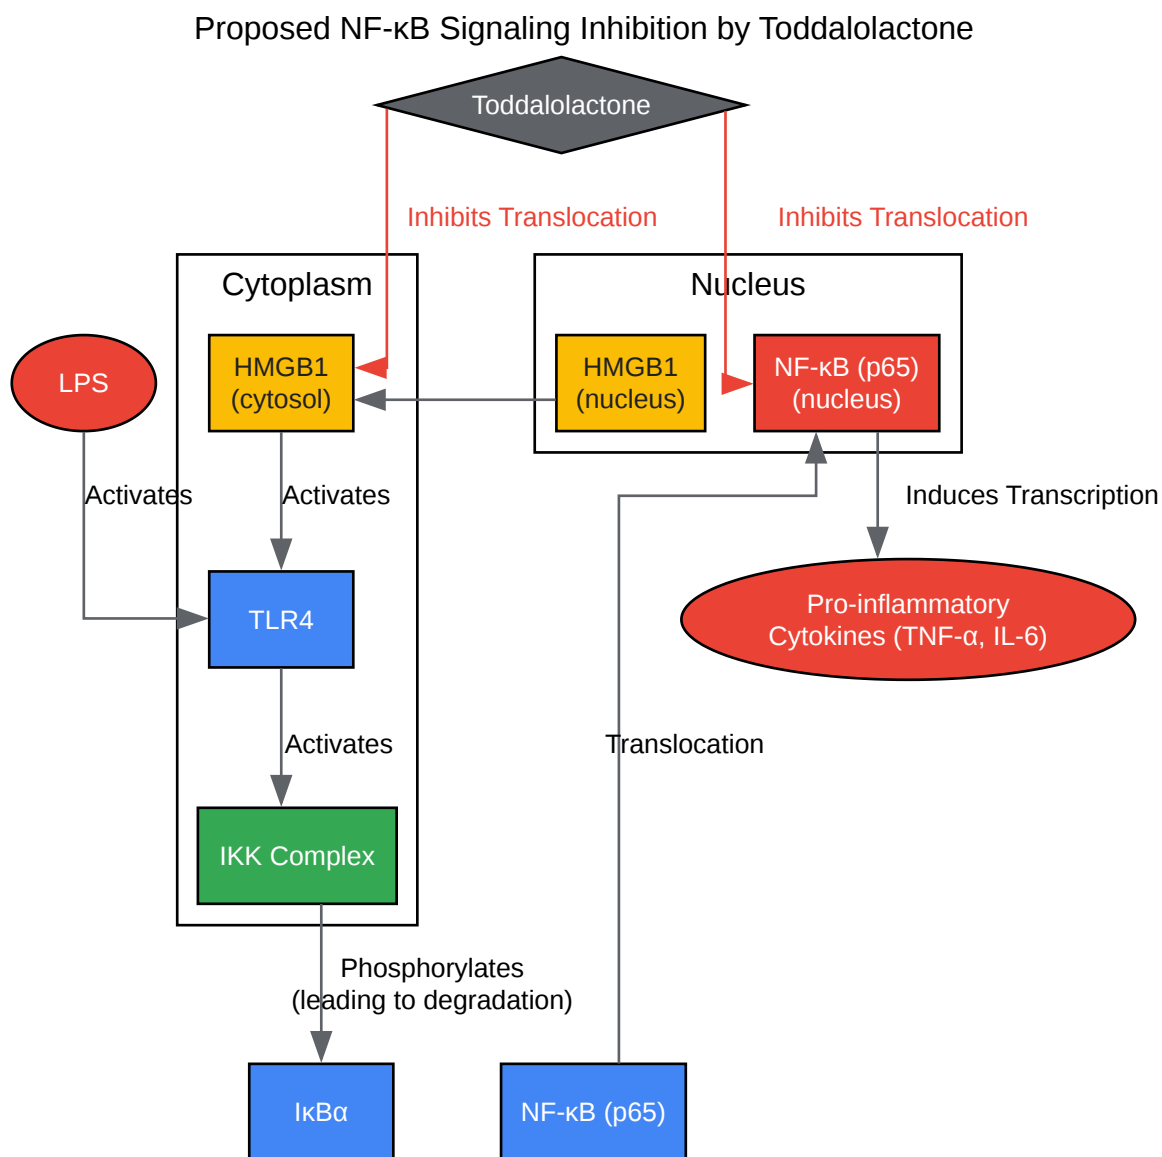 Proposed NF-κB Signaling Inhibition by Toddalolactone
Toddalolactone
Inhibits Translocation
Inhibits Translocation
Cytoplasm
Nucleus
LPS
HMGB1
(cytosol)
HMGB1
(nucleus)
NF-κB (p65)
(nucleus)
Activates
Activates
Induces Transcription
TLR4
Pro-inflammatory
Cytokines (TNF-α, IL-6)
Activates
Translocation
IKK Complex
Phosphorylates
(leading to degradation)
IκBα
NF-κB (p65)